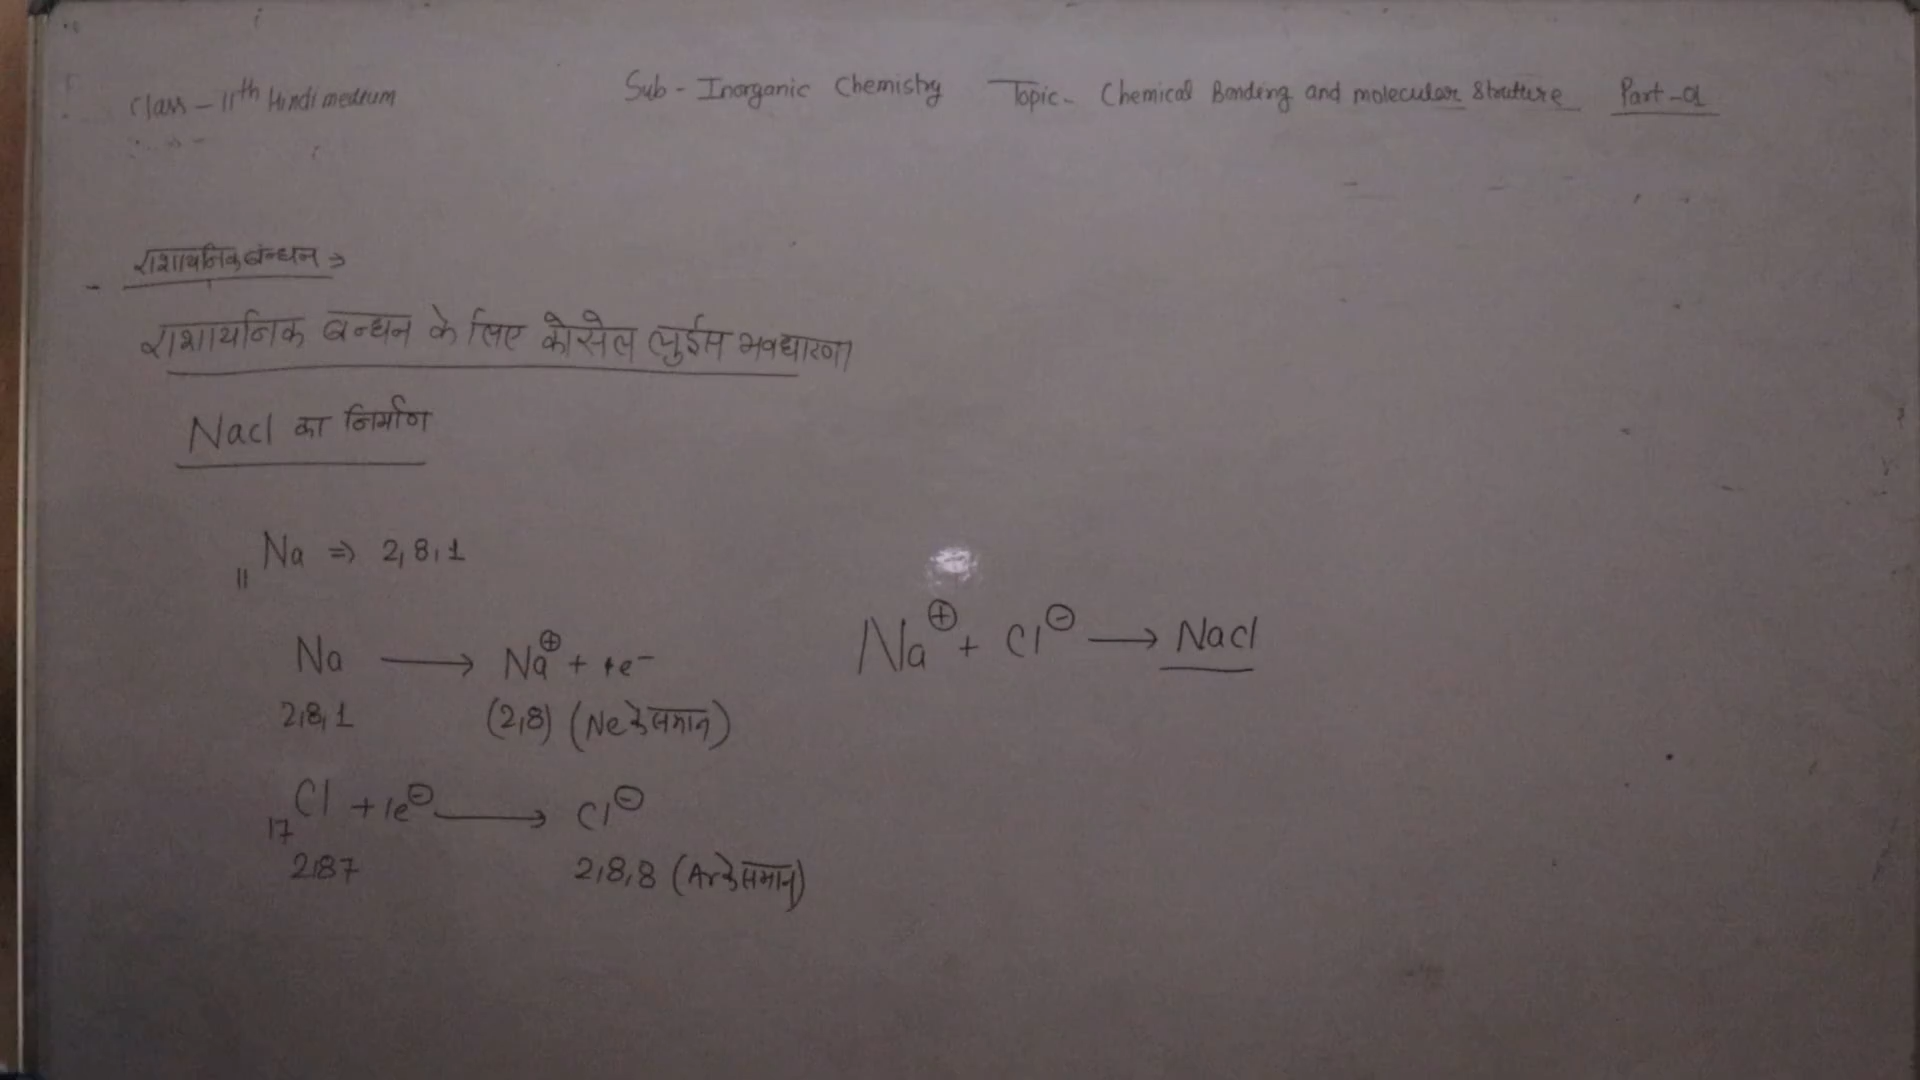 Class - 11th Hindi medium Sub - Inorganic Chemistry Topic - Chemical Bonding and molecular Strutture Part - 01
राशायनिक बन्धन ⇒
राशायनिक बन्धन के लिए कोसेल लुईस अवधारणा
Nacl का निर्माण
₁₁Na ⇒ 2,8,1
Na ⟶ Na⊕ + 1e⁻
2,8,1 (2,8) (Ne के समान)
Na⊕ + Cl⊖ ⟶ Nacl
₁₇Cl + 1e⊖ ⟶ Cl⊖
2,8,7 2,8,8 (Ar के समान)